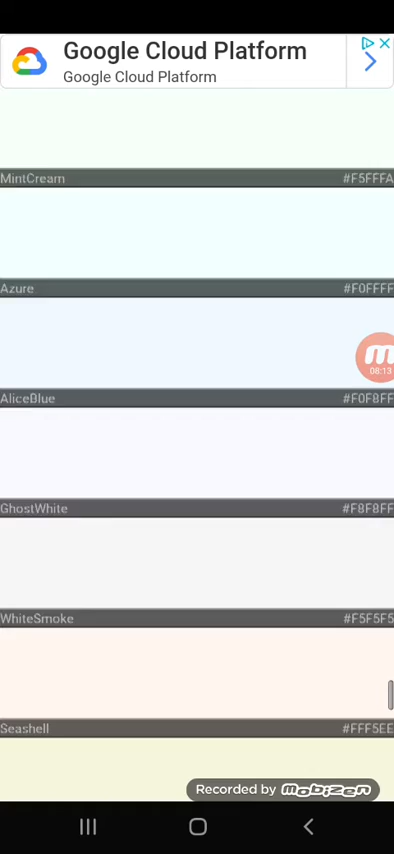 Google Cloud Platform
Google Cloud Platform
MintCream #F5FFFA
Azure #F0FFFF
08:13
AliceBlue #F0F8FF
GhostWhite #F8F8FF
WhiteSmoke #F5F5F5
Seashell #FFF5EE
Recorded by mobizen